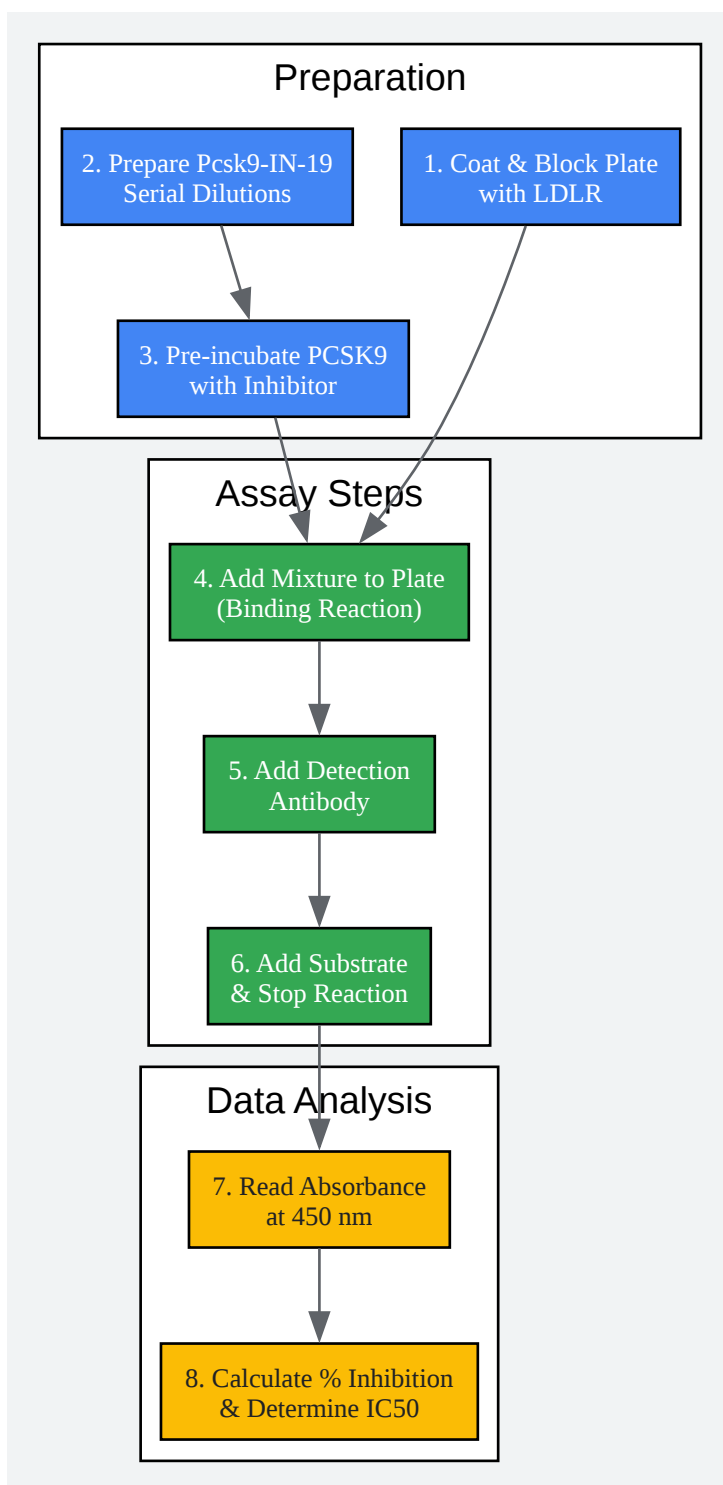 Preparation
2. Prepare Pcsk9-IN-19
Serial Dilutions
1. Coat & Block Plate
with LDLR
3. Pre-incubate PCSK9
with Inhibitor
Assay Steps
4. Add Mixture to Plate
(Binding Reaction)
5. Add Detection
Antibody
6. Add Substrate
& Stop Reaction
Data Analysis
7. Read Absorbance
at 450 nm
8. Calculate % Inhibition
& Determine IC50